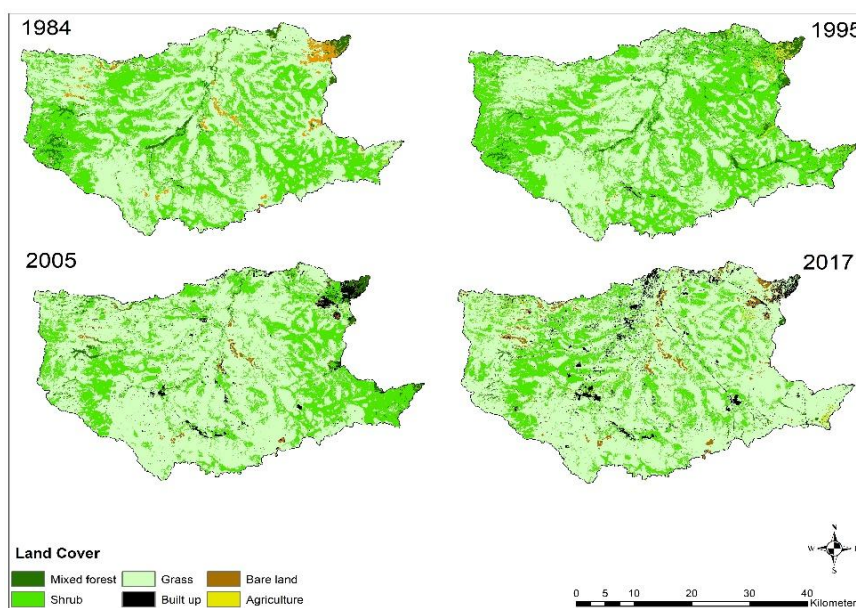 1984
1995
2005
2017
N
W
S
Land Cover
Mixed forest Grass Bare land
Shrub Built up Agriculture
0 5 10 20 30 40
Kilometer